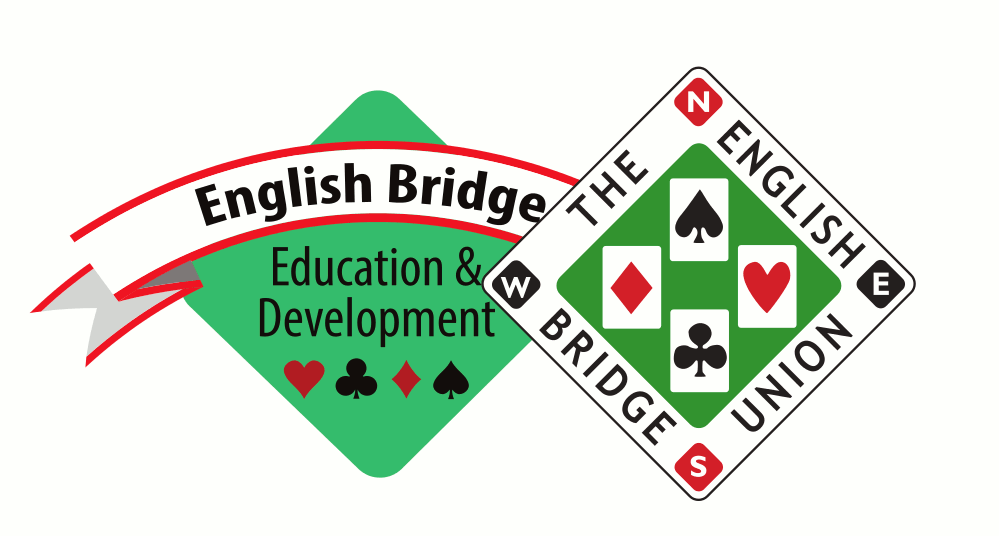 English Bridge
Education &
Development
N
THE
ENGLISH
W
E
BRIDGE
UNION
S